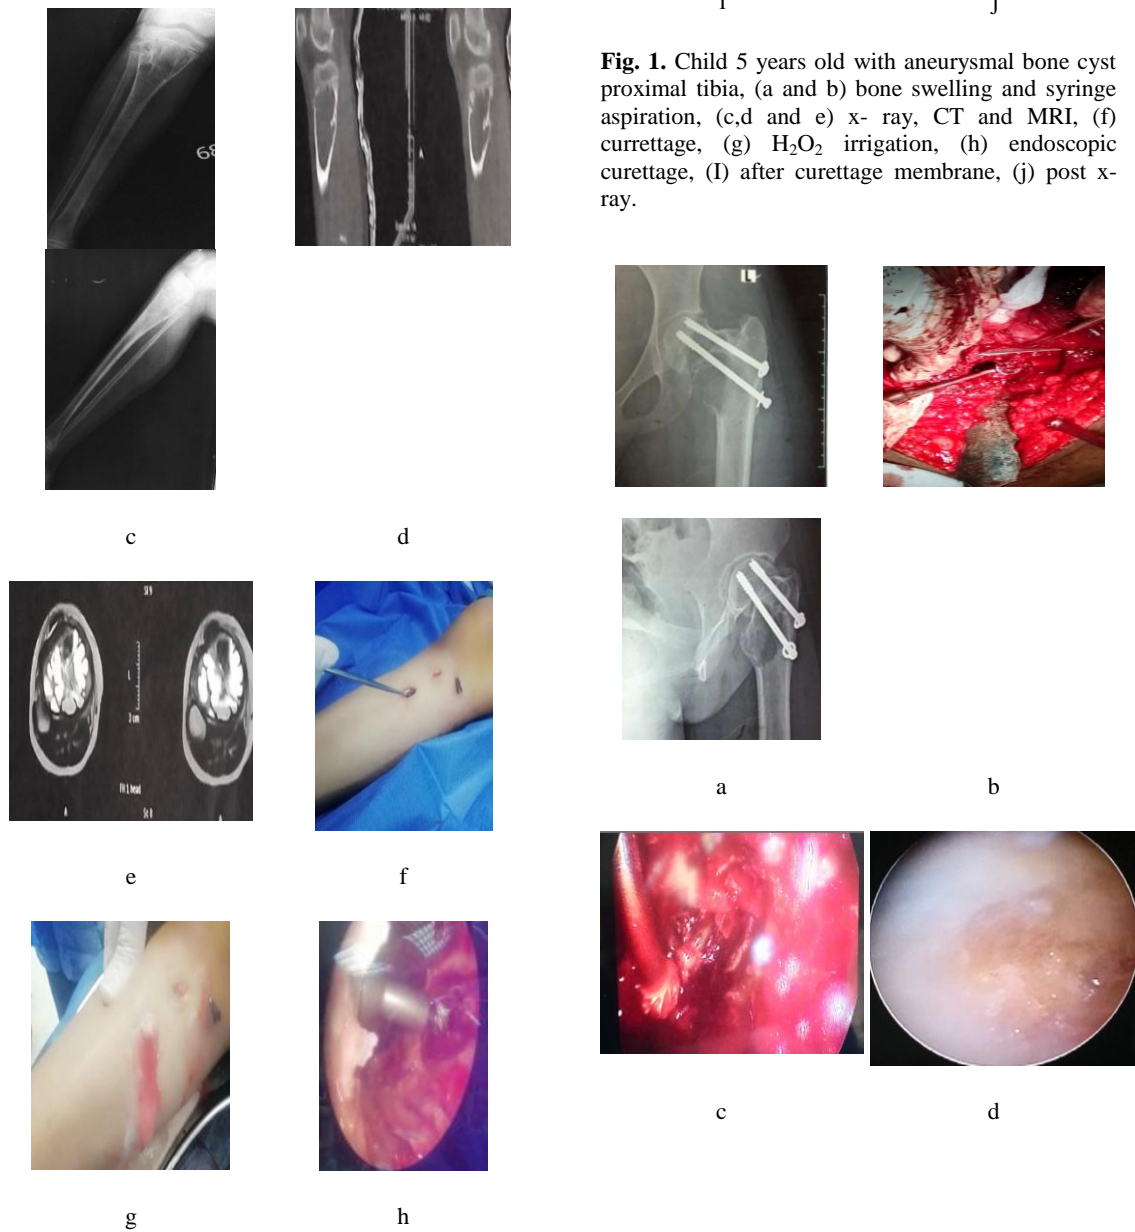 c
d
e
f
g
h
j
Fig. 1. Child 5 years old with aneurysmal bone cyst
proximal tibia, (a and b) bone swelling and syringe
aspiration, (c,d and e) x- ray, CT and MRI, (f)
currettage, (g) H₂O₂ irrigation, (h) endoscopic
curettage, (I) after curettage membrane, (j) post x-
ray.
L
a
b
c
d